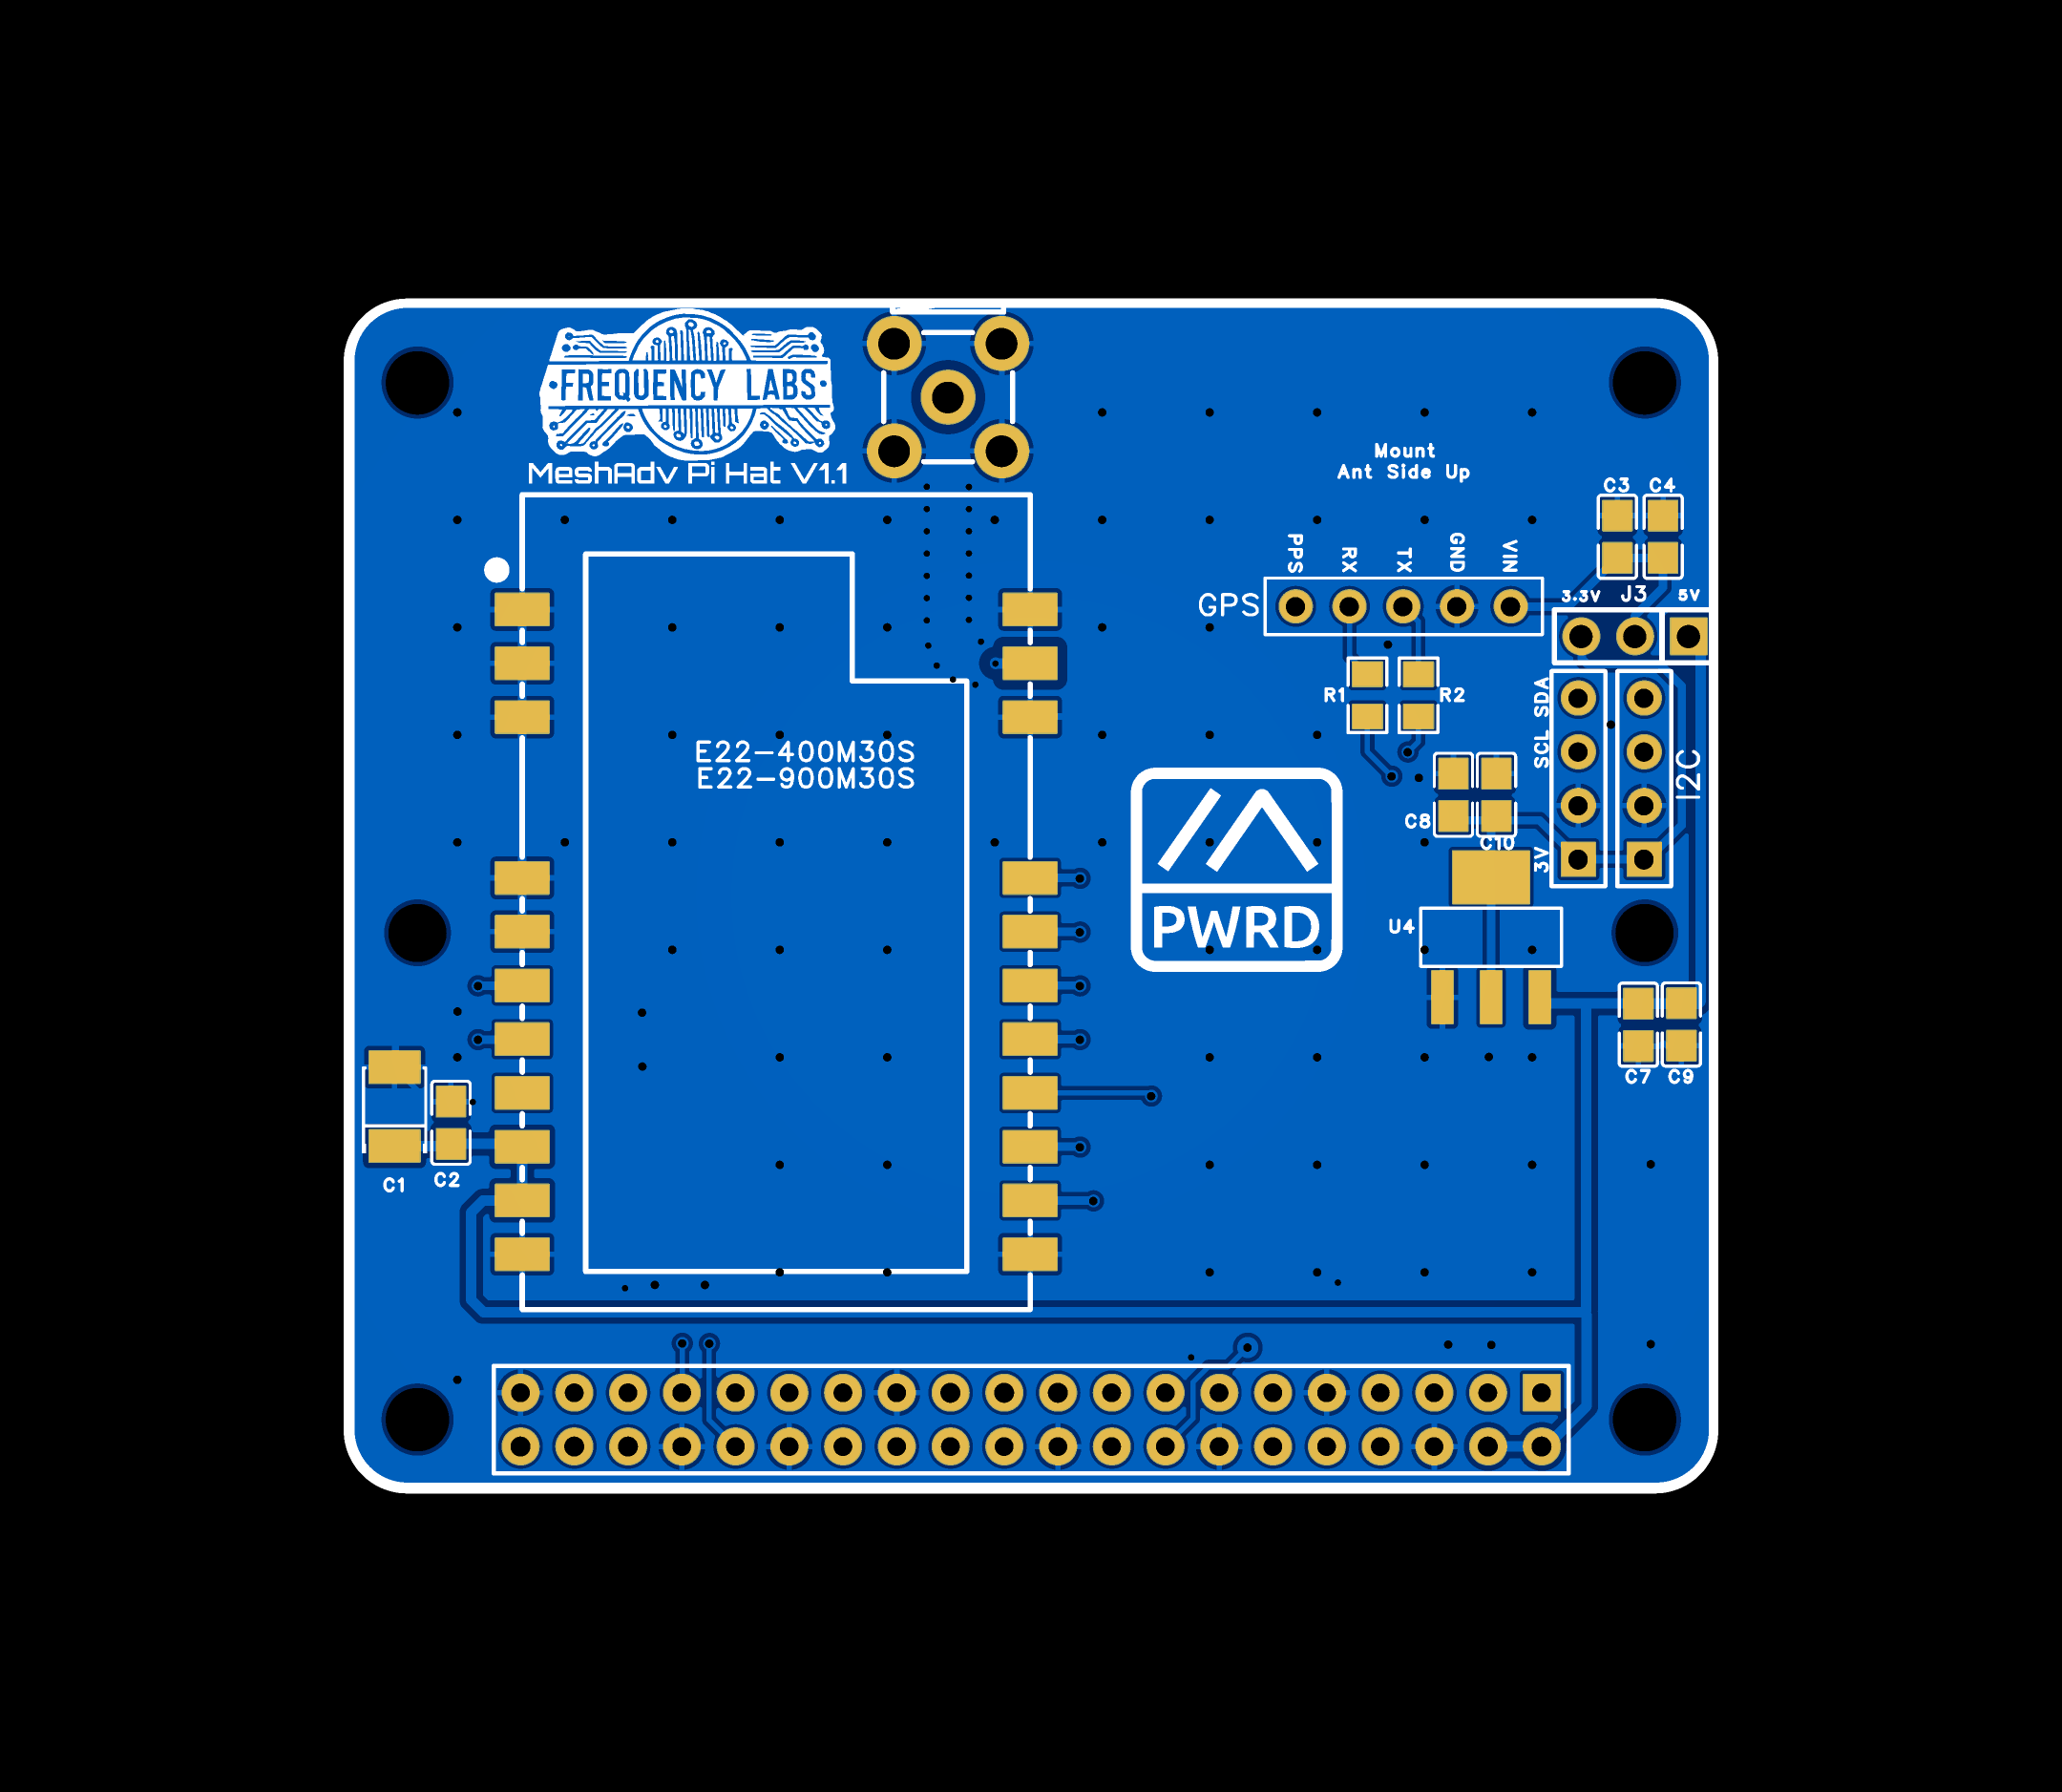 FREQUENCY LABS
MeshAdv Pi Hat V1.1
Mount
Ant Side Up
C3 C4
PPS RX TX GND VIN
GPS
3.3V J3 5V
R1 R2
SDA
SCL
I2C
3V
E22-400M30S
E22-900M30S
C8
C10
PWRD
U4
C7 C9
C1 C2